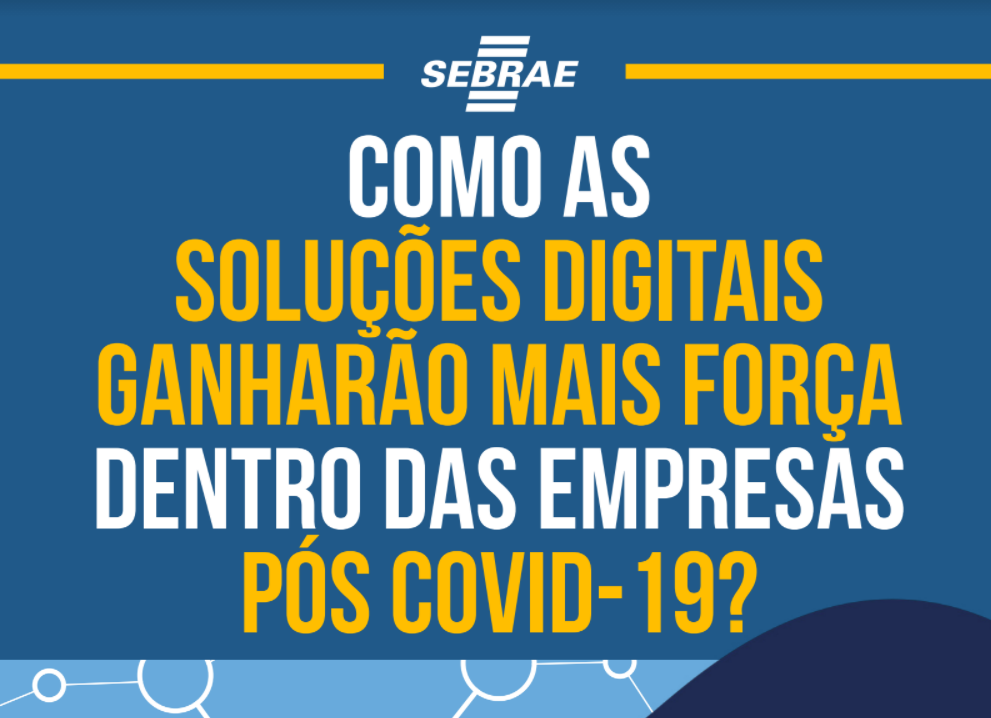 SEBRAE
COMO AS
SOLUÇÕES DIGITAIS
GANHARÃO MAIS FORÇA
DENTRO DAS EMPRESAS
PÓS COVID-19?